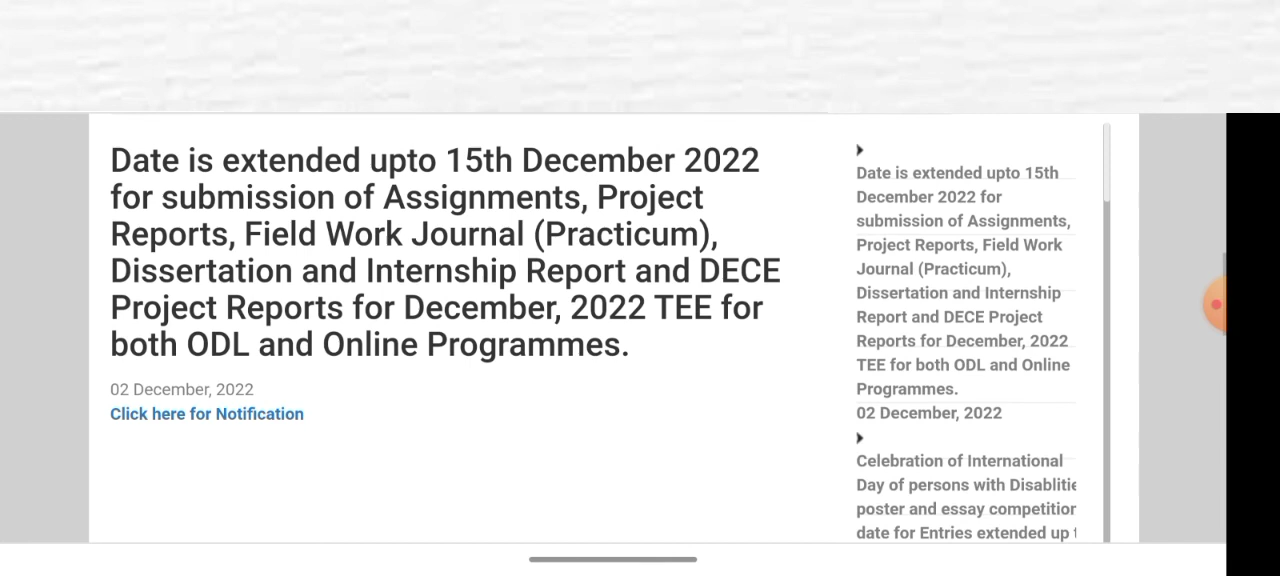 Date is extended upto 15th December 2022
for submission of Assignments, Project
Reports, Field Work Journal (Practicum),
Dissertation and Internship Report and DECE
Project Reports for December, 2022 TEE for
both ODL and Online Programmes.
02 December, 2022
Click here for Notification
Date is extended upto 15th
December 2022 for
submission of Assignments,
Project Reports, Field Work
Journal (Practicum),
Dissertation and Internship
Report and DECE Project
Reports for December, 2022
TEE for both ODL and Online
Programmes.
02 December, 2022
Celebration of International
Day of persons with Disablitie
poster and essay competition
date for Entries extended up